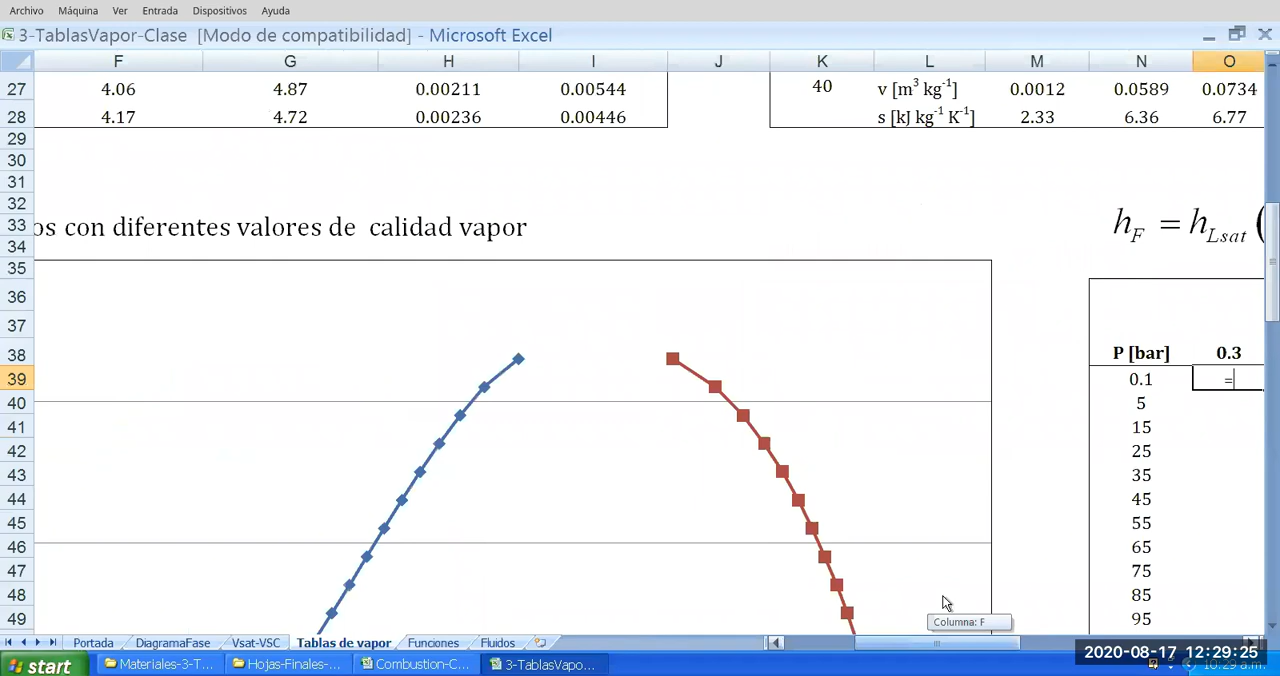 Archivo Máquina Ver Entrada Dispositivos Ayuda
3-TablasVapor-Clase [Modo de compatibilidad] - Microsoft Excel
F G H I J K L M N O
27 4.06 4.87 0.00211 0.00544 40 v [m³ kg⁻¹] 0.0012 0.0589 0.0734
28 4.17 4.72 0.00236 0.00446 s [kJ kg⁻¹ K⁻¹] 2.33 6.36 6.77
29
30
31
32
33 os con diferentes valores de calidad vapor h_F = h_Lsat (
34
35
36
37
38 P [bar] 0.3
39 0.1 =
40 5
41 15
42 25
43 35
44 45
45 55
46 65
47 75
48 85
49 95
Columna: F
Portada DiagramaFase Vsat-VSC Tablas de vapor Funciones Fluidos
2020-08-17 12:29:25
start Materiales-3-T... Hojas-Finales-... Combustion-C... 3-TablasVapo...
10:29 a.m.